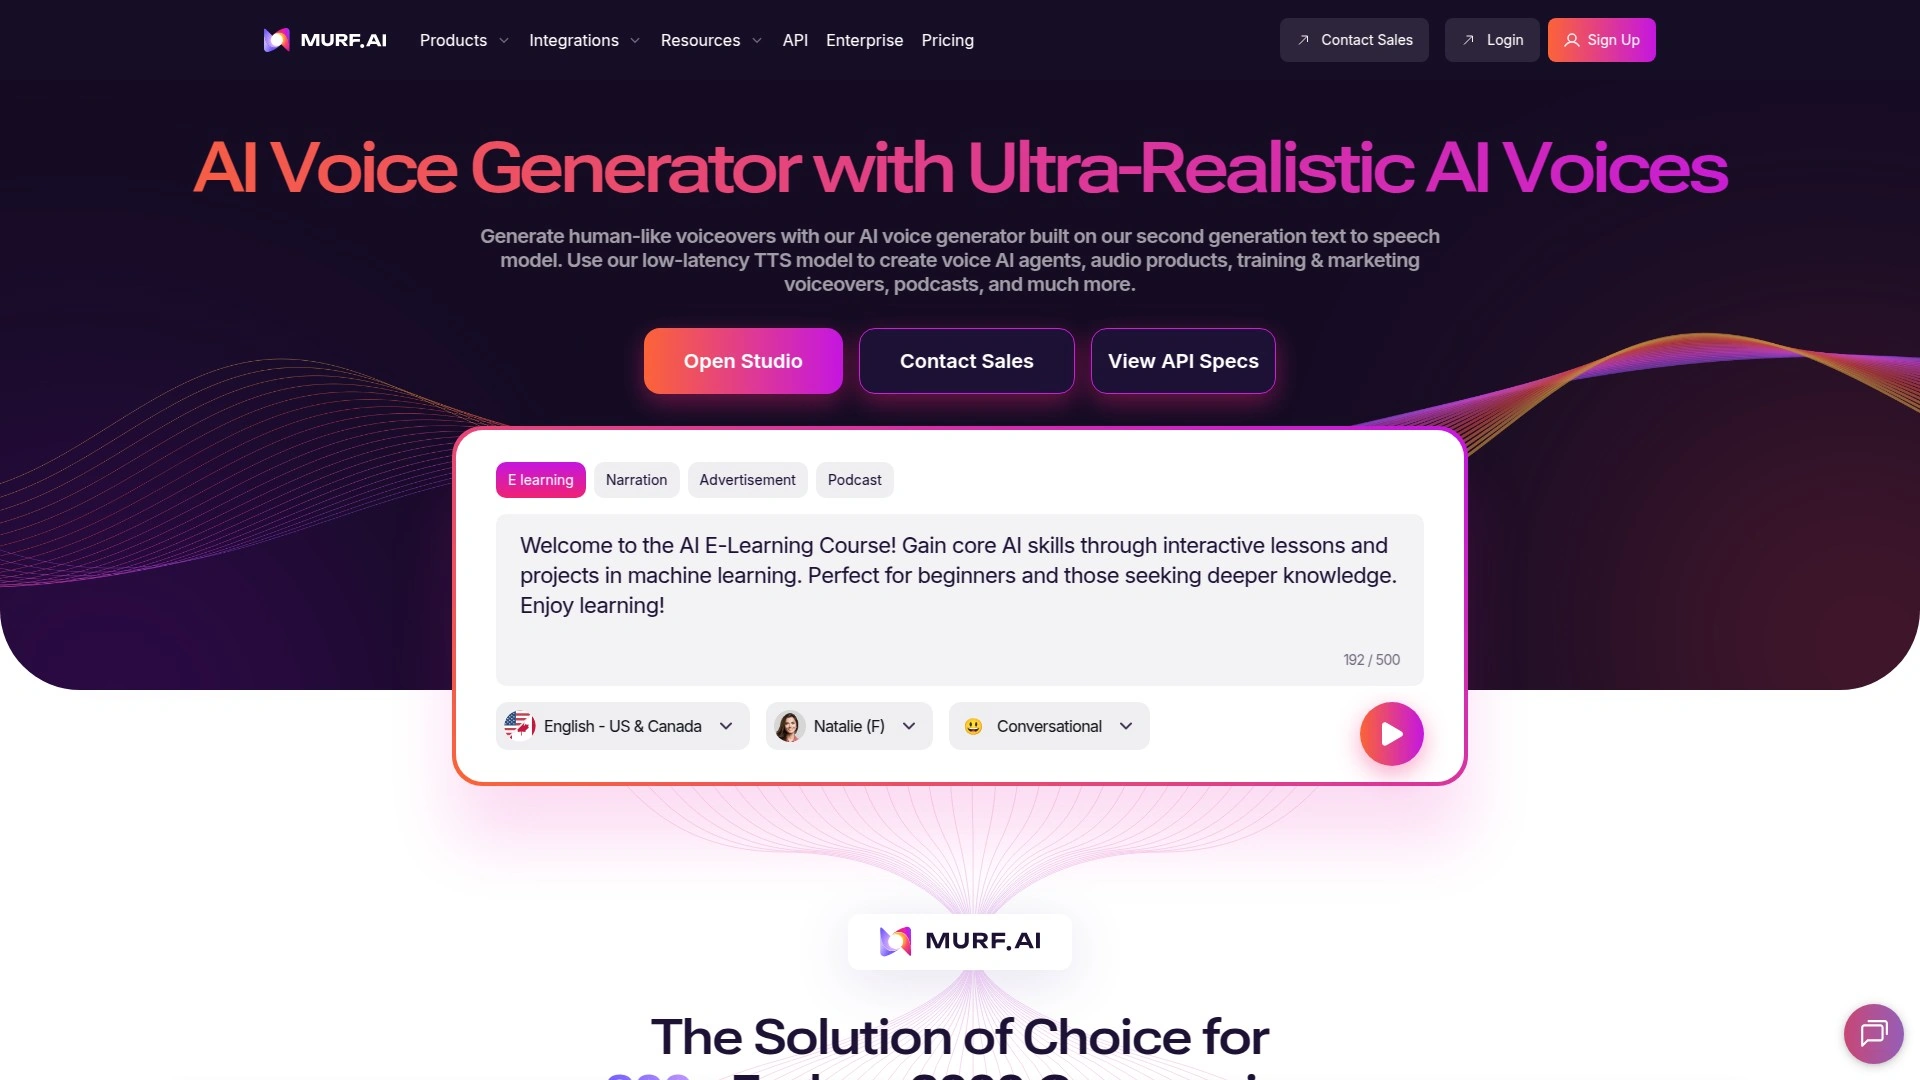 MURF.AI
Products
Integrations
Resources
API
Enterprise
Pricing
Contact Sales
Login
Sign Up
AI Voice Generator with Ultra-Realistic AI Voices
Generate human-like voiceovers with our AI voice generator built on our second generation text to speech
model. Use our low-latency TTS model to create voice AI agents, audio products, training & marketing
voiceovers, podcasts, and much more.
Open Studio
Contact Sales
View API Specs
E learning
Narration
Advertisement
Podcast
Welcome to the AI E-Learning Course! Gain core AI skills through interactive lessons and
projects in machine learning. Perfect for beginners and those seeking deeper knowledge.
Enjoy learning!
192 / 500
English - US & Canada
Natalie (F)
Conversational
MURF.AI
The Solution of Choice for